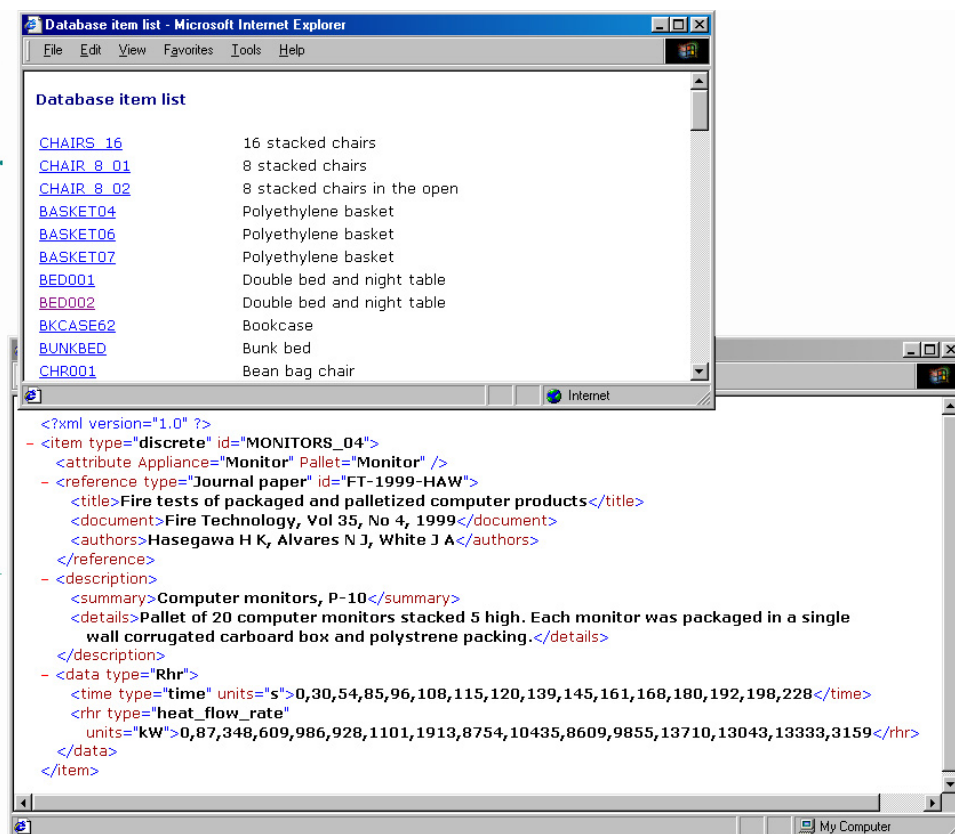 Database item list - Microsoft Internet Explorer
File Edit View Favorites Tools Help
Database item list
CHAIRS_16 16 stacked chairs
CHAIR_8_01 8 stacked chairs
CHAIR_8_02 8 stacked chairs in the open
BASKET04 Polyethylene basket
BASKET06 Polyethylene basket
BASKET07 Polyethylene basket
BED001 Double bed and night table
BED002 Double bed and night table
BKCASE62 Bookcase
BUNKBED Bunk bed
CHR001 Bean bag chair
Internet
<?xml version="1.0" ?>
- <item type="discrete" id="MONITORS_04">
<attribute Appliance="Monitor" Pallet="Monitor" />
- <reference type="Journal paper" id="FT-1999-HAW">
<title>Fire tests of packaged and palletized computer products</title>
<document>Fire Technology, Vol 35, No 4, 1999</document>
<authors>Hasegawa H K, Alvares N J, White J A</authors>
</reference>
- <description>
<summary>Computer monitors, P-10</summary>
<details>Pallet of 20 computer monitors stacked 5 high. Each monitor was packaged in a single
wall corrugated carboard box and polystrene packing.</details>
</description>
- <data type="Rhr">
<time type="time" units="s">0,30,54,85,96,108,115,120,139,145,161,168,180,192,198,228</time>
<rhr type="heat_flow_rate"
units="kW">0,87,348,609,986,928,1101,1913,8754,10435,8609,9855,13710,13043,13333,3159</rhr>
</data>
</item>
My Computer